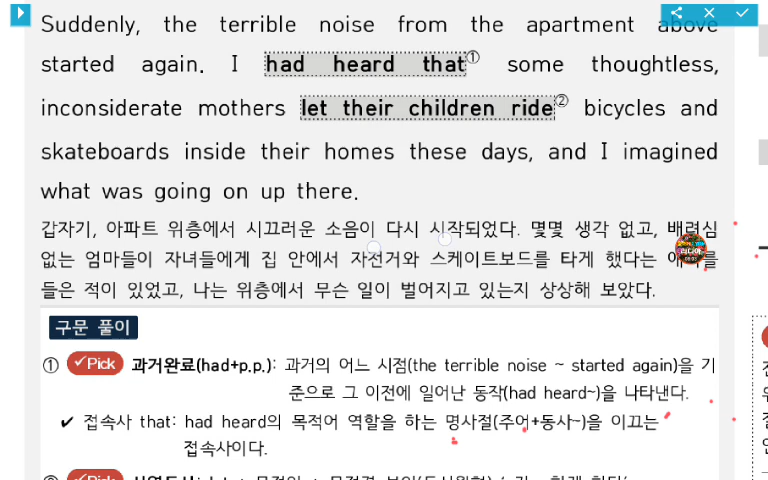 Suddenly, the terrible noise from the apartment above
started again. I had heard that① some thoughtless,
inconsiderate mothers let their children ride② bicycles and
skateboards inside their homes these days, and I imagined
what was going on up there.
갑자기, 아파트 위층에서 시끄러운 소음이 다시 시작되었다. 몇몇 생각 없고, 배려심
없는 엄마들이 자녀들에게 집 안에서 자전거와 스케이트보드를 타게 했다는 를
들은 적이 있었고, 나는 위층에서 무슨 일이 벌어지고 있는지 상상해 보았다.
구문 풀이
① ✓Pick 과거완료(had+p.p.): 과거의 어느 시점(the terrible noise ~ started again)을 기
준으로 그 이전에 일어난 동작(had heard~)을 나타낸다.
✔ 접속사 that: had heard의 목적어 역할을 하는 명사절(주어+동사~)을 이끄는
접속사이다.
② ✓Pick